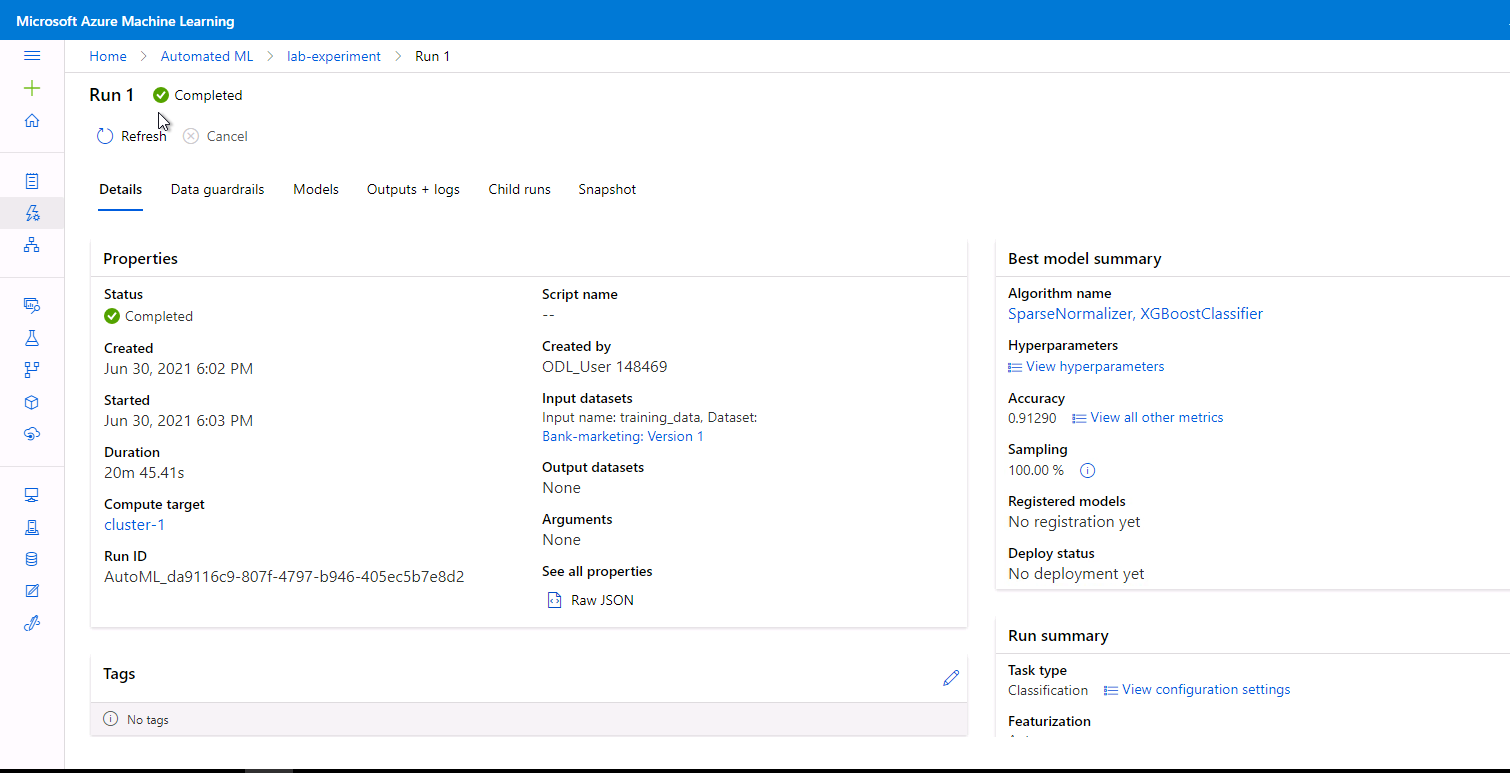 Microsoft Azure Machine Learning
Home > Automated ML > lab-experiment > Run 1
Run 1 Completed
Refresh Cancel
Details Data guardrails Models Outputs + logs Child runs Snapshot
Properties
Status
Completed
Created
Jun 30, 2021 6:02 PM
Started
Jun 30, 2021 6:03 PM
Duration
20m 45.41s
Compute target
cluster-1
Run ID
AutoML_da9116c9-807f-4797-b946-405ec5b7e8d2
Script name
--
Created by
ODL_User 148469
Input datasets
Input name: training_data, Dataset:
Bank-marketing: Version 1
Output datasets
None
Arguments
None
See all properties
Raw JSON
Tags
No tags
Best model summary
Algorithm name
SparseNormalizer, XGBoostClassifier
Hyperparameters
View hyperparameters
Accuracy
0.91290 View all other metrics
Sampling
100.00 %
Registered models
No registration yet
Deploy status
No deployment yet
Run summary
Task type
Classification View configuration settings
Featurization